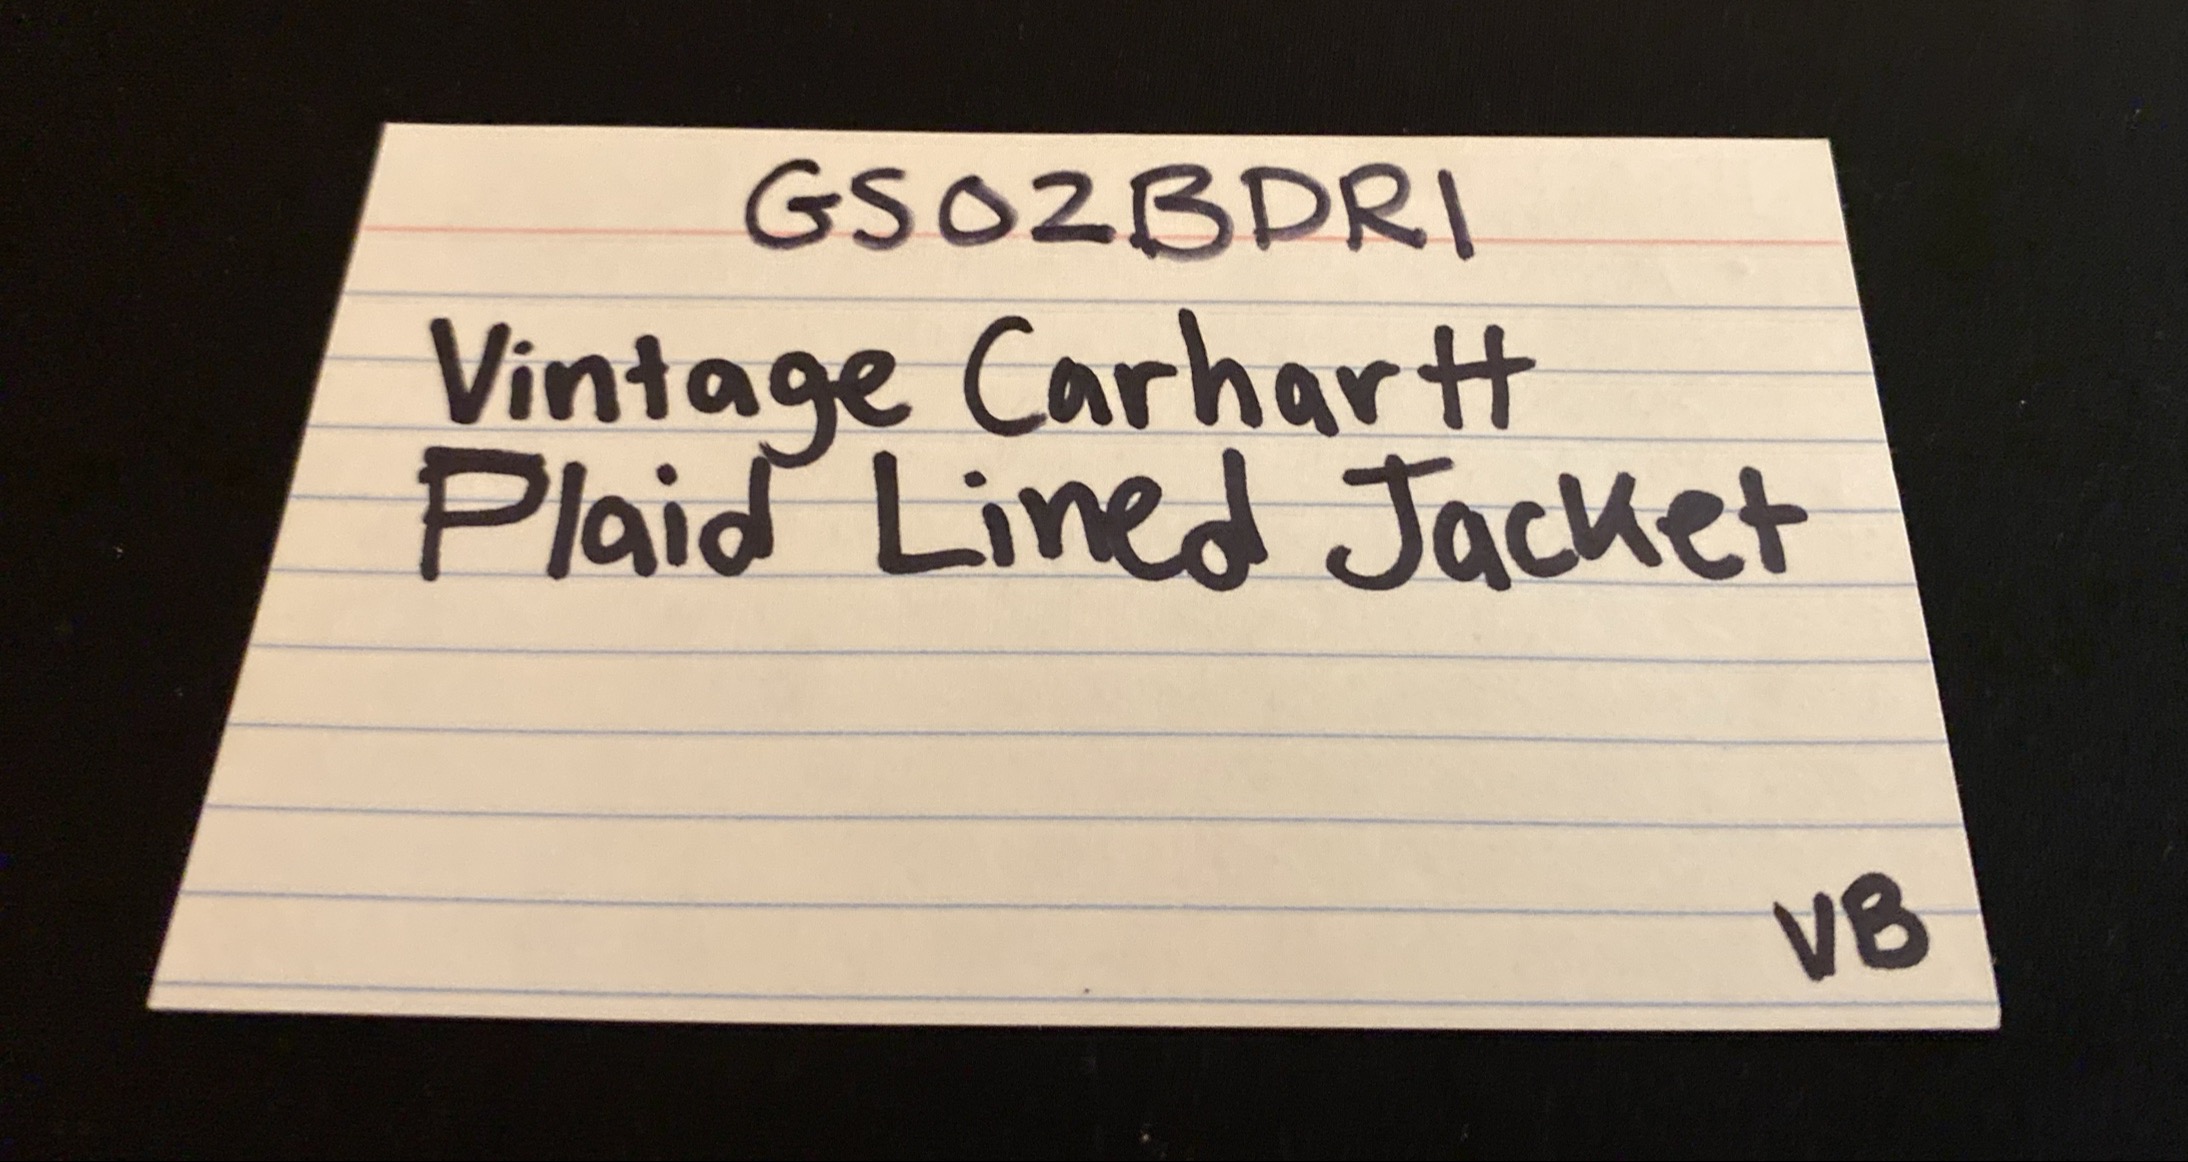 GS02BDR1
Vintage Carhartt
Plaid Lined Jacket
VB